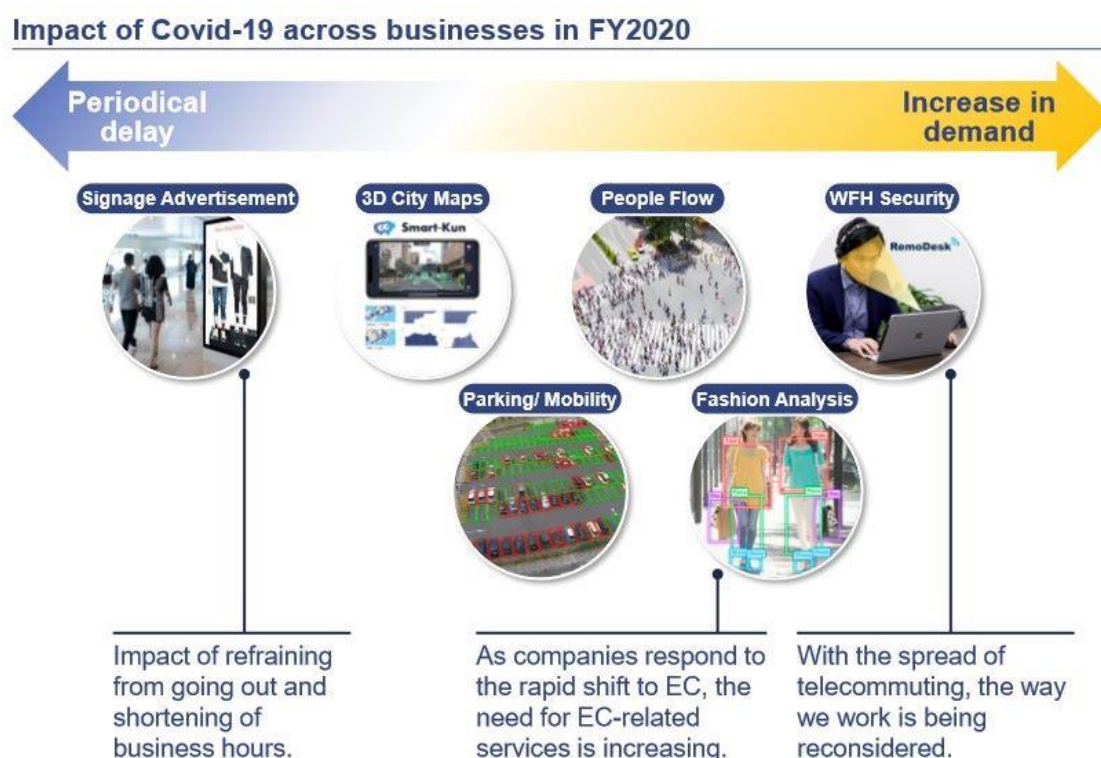 Impact of Covid-19 across businesses in FY2020
Periodical
delay
Increase in
demand
Signage Advertisement
3D City Maps
People Flow
WFH Security
Smart-Kun
RemoDesk
Parking/ Mobility
Fashion Analysis
Impact of refraining
from going out and
shortening of
business hours.
As companies respond to
the rapid shift to EC, the
need for EC-related
services is increasing.
With the spread of
telecommuting, the way
we work is being
reconsidered.